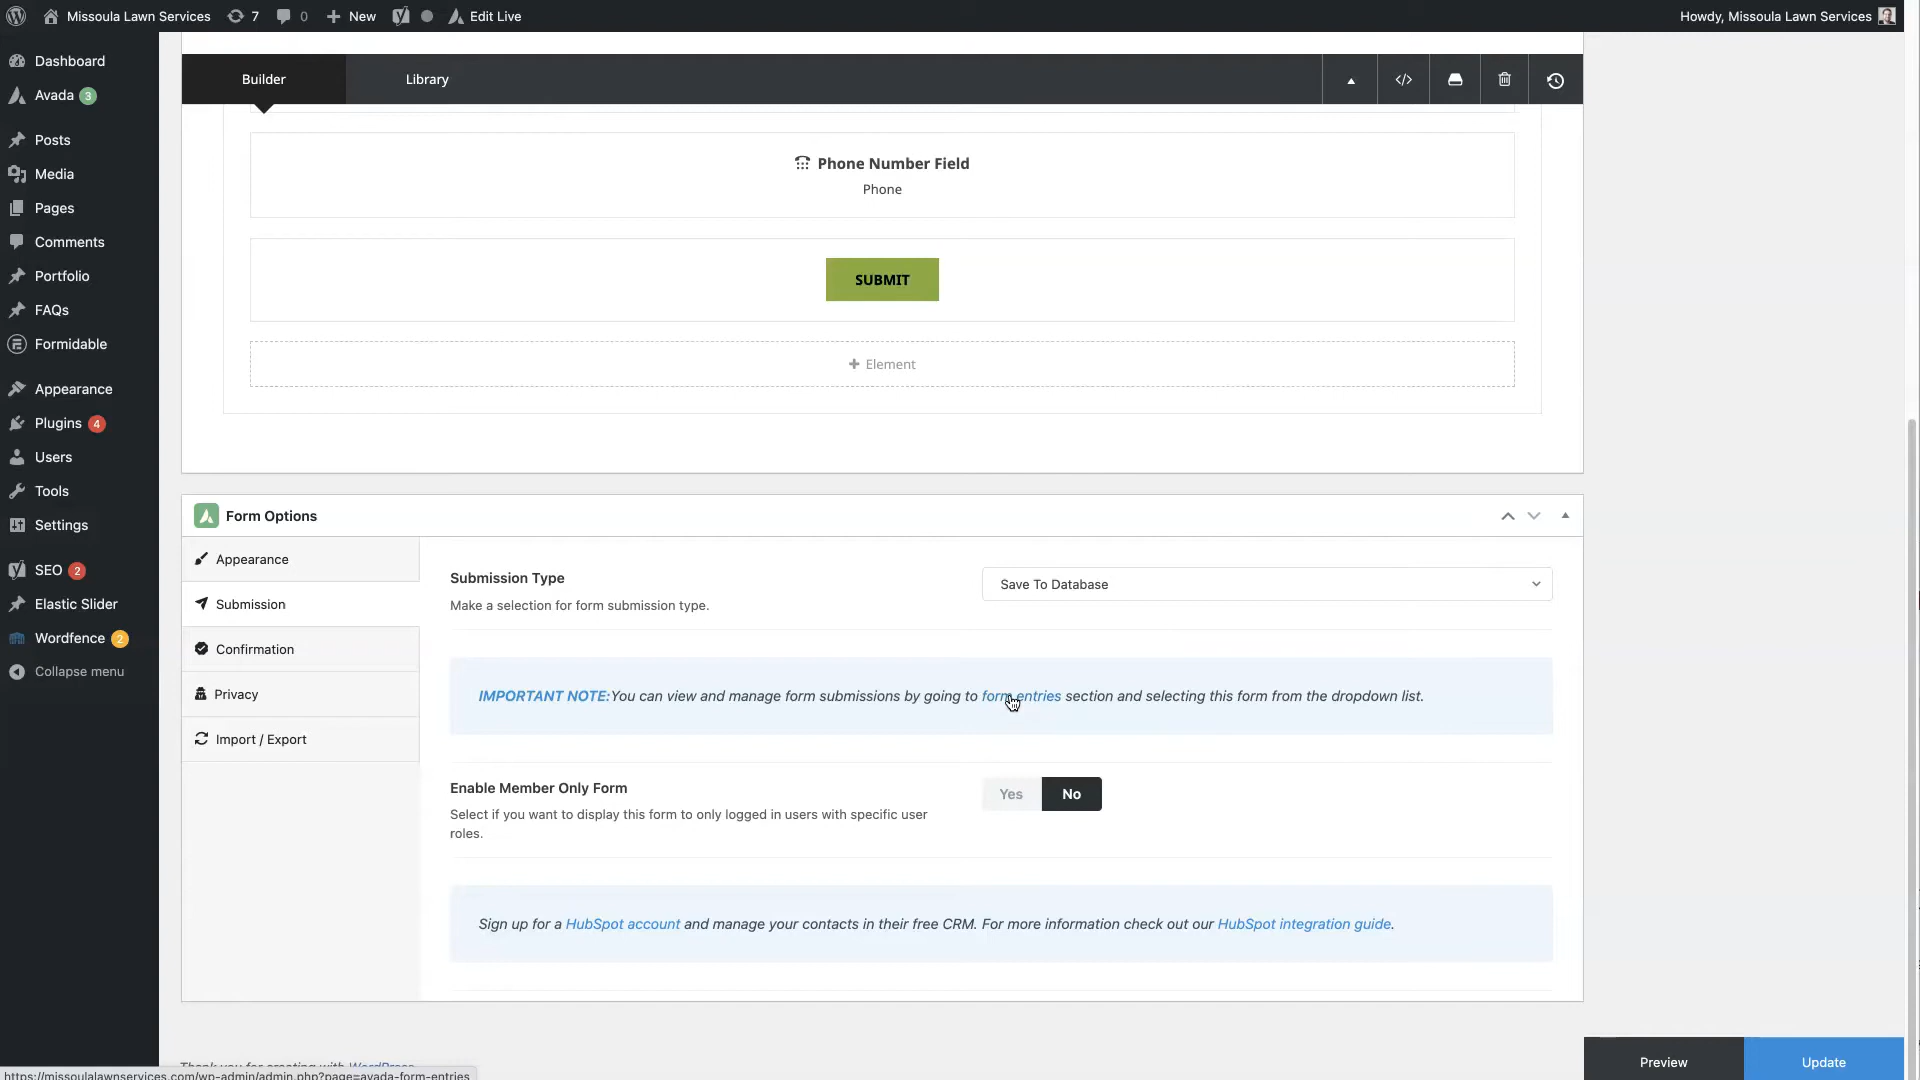 Missoula Lawn Services 7 0 New Edit Live Howdy, Missoula Lawn Services
Dashboard
Avada 3
Posts
Media
Pages
Comments
Portfolio
FAQs
Formidable
Appearance
Plugins 4
Users
Tools
Settings
SEO 2
Elastic Slider
Wordfence 2
Collapse menu
Builder Library
Phone Number Field
Phone
SUBMIT
+ Element
Form Options
Appearance
Submission
Confirmation
Privacy
Import / Export
Submission Type
Make a selection for form submission type.
Save To Database
IMPORTANT NOTE:You can view and manage form submissions by going to form entries section and selecting this form from the dropdown list.
Enable Member Only Form
Select if you want to display this form to only logged in users with specific user
roles.
Yes No
Sign up for a HubSpot account and manage your contacts in their free CRM. For more information check out our HubSpot integration guide.
Thank you for creating with WordPress.
Preview Update
https://missoulalawnservices.com/wp-admin/admin.php?page=avada-form-entries